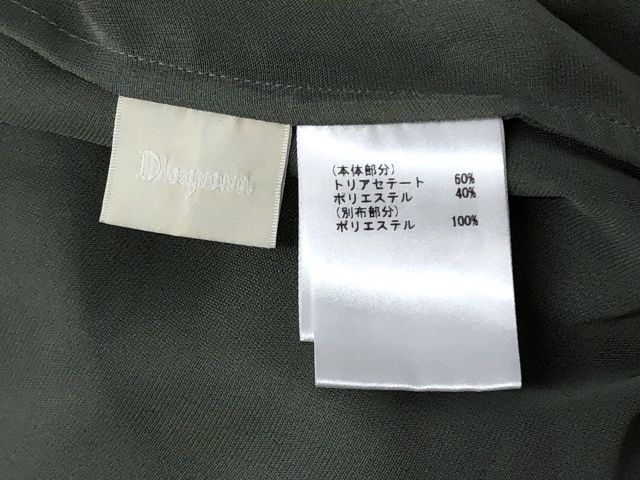 Diagram
(本体部分)
トリアセテート 60%
ポリエステル 40%
(別布部分)
ポリエステル 100%